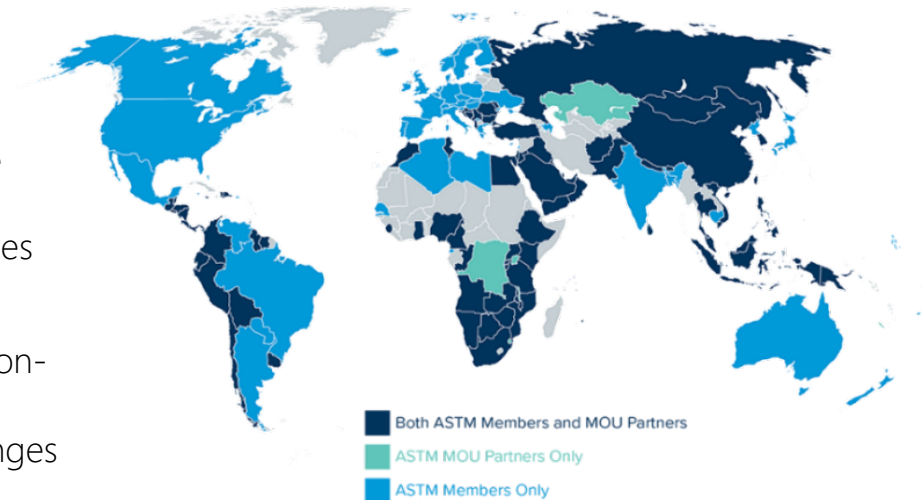 es
on-
nges
Both ASTM Members and MOU Partners
ASTM MOU Partners Only
ASTM Members Only